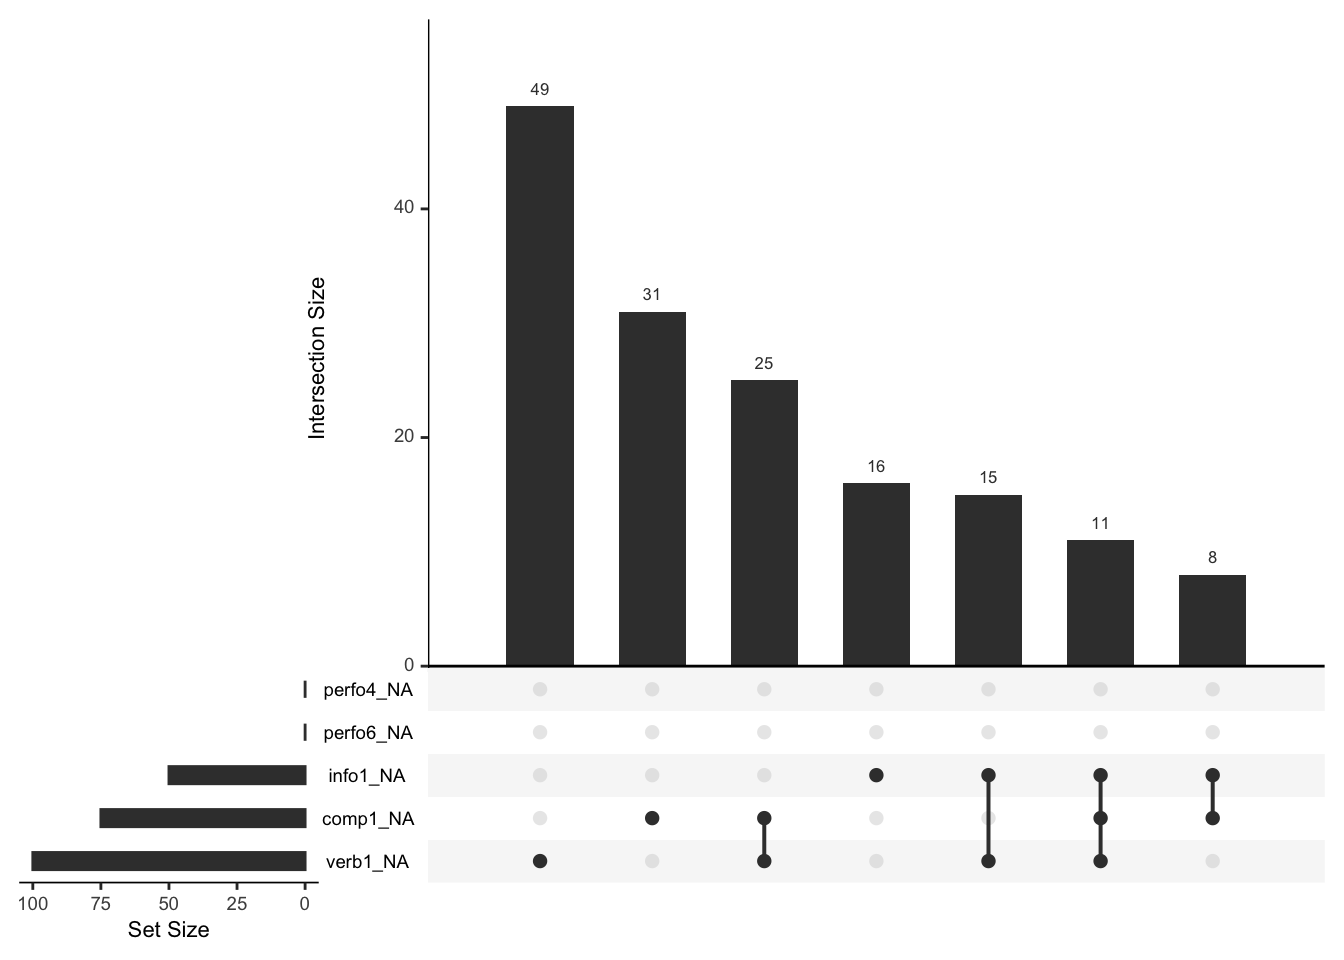 49
31
25
16
15
11
8
40
20
0
Intersection Size
perfo4_NA
perfo6_NA
info1_NA
comp1_NA
verb1_NA
100 75 50 25 0
Set Size